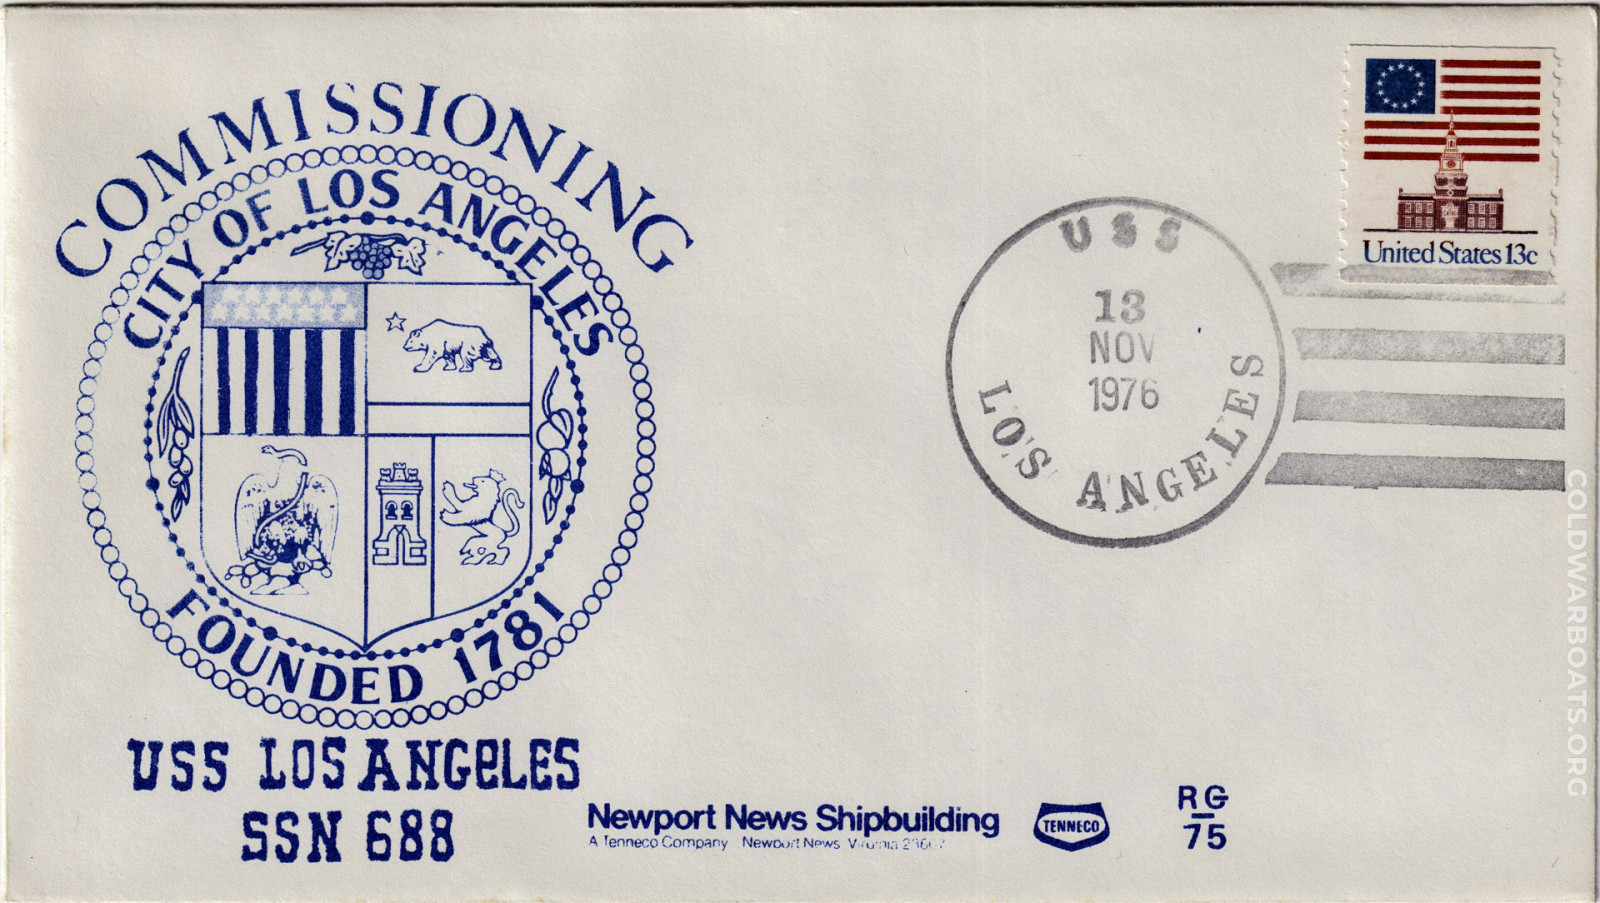 COMMISSIONING
CITY OF LOS ANGELES
FOUNDED 1781
USS LOS ANGELES
SSN 688
United States 13c
USS
13
NOV
1976
LOS ANGELES
Newport News Shipbuilding
A Tenneco Company Newport News, Virginia
TENNECO
RG
75
COLDWARBOATS.ORG